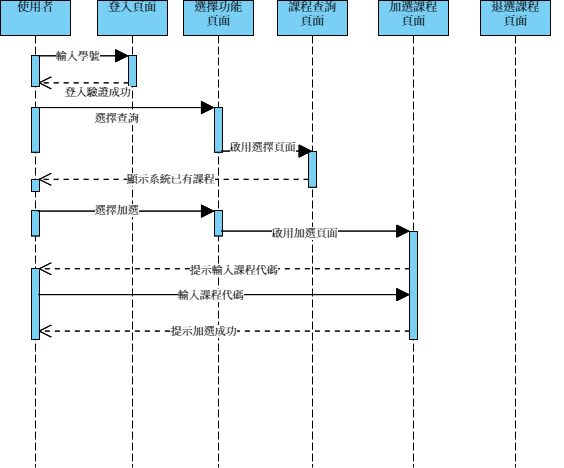 使用者
登入頁面
選擇功能
頁面
課程查詢
頁面
加選課程
頁面
退選課程
頁面
輸入學號
登入驗證成功
選擇查詢
啟用選擇頁面
顯示系統已有課程
選擇加選
啟用加選頁面
提示輸入課程代碼
輸入課程代碼
提示加選成功